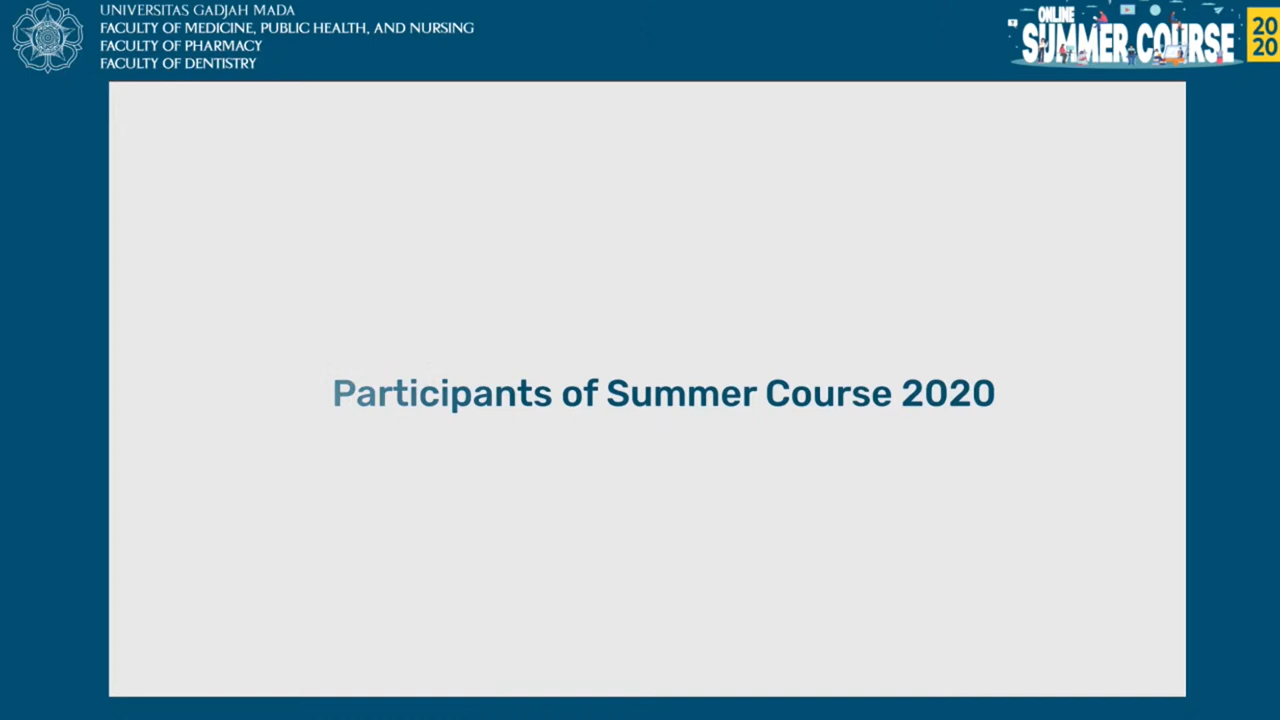 UNIVERSITAS GADJAH MADA
FACULTY OF MEDICINE, PUBLIC HEALTH, AND NURSING
FACULTY OF PHARMACY
FACULTY OF DENTISTRY
ONLINE
SUMMER COURSE
20
20
Participants of Summer Course 2020